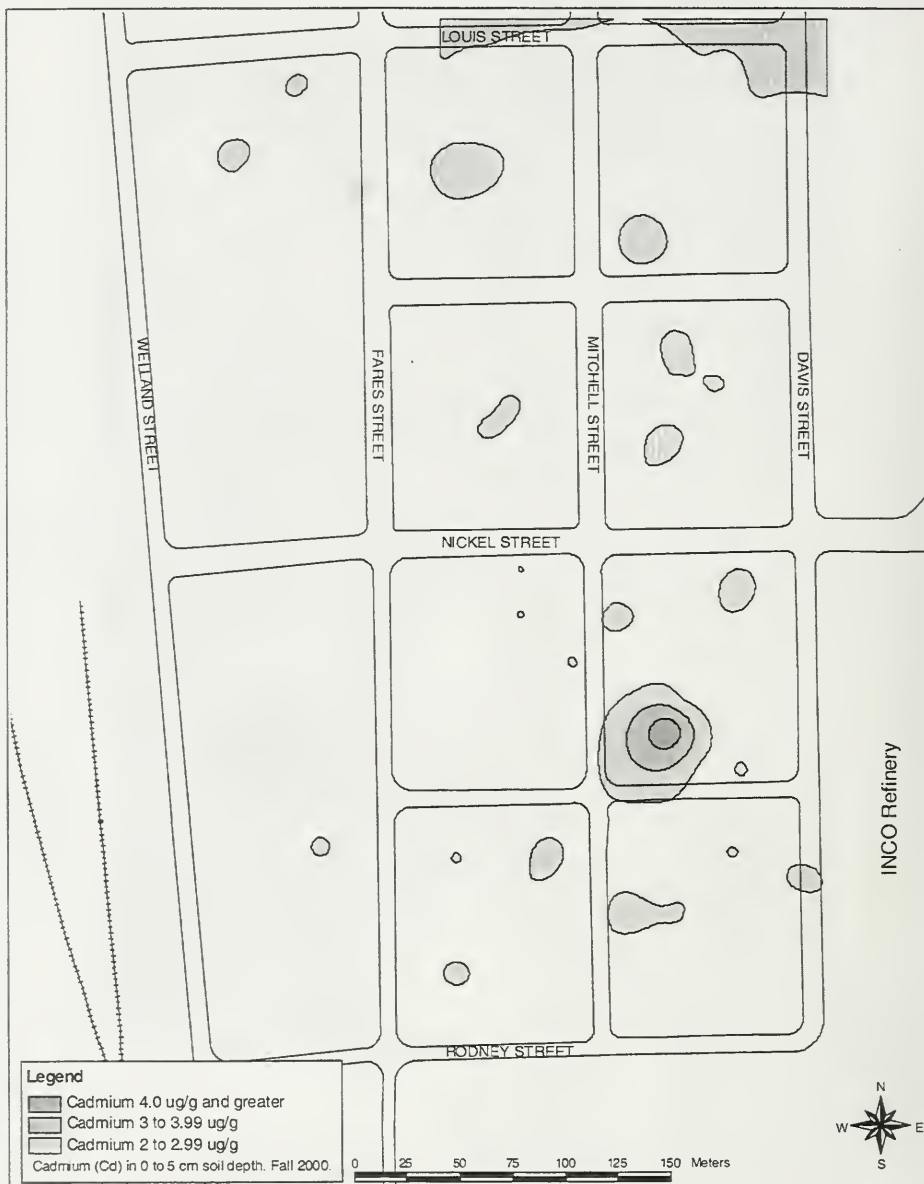 LOUIS STREET
WELLAND STREET
FARES STREET
MITCHELL STREET
DAVIS STREET
NICKEL STREET
INCO Refinery
RODNEY STREET
Legend
Cadmium 4.0 ug/g and greater
Cadmium 3 to 3.99 ug/g
Cadmium 2 to 2.99 ug/g
Cadmium (Cd) in 0 to 5 cm soil depth. Fall 2000.
0 25 50 75 100 125 150 Meters
N
W E
S